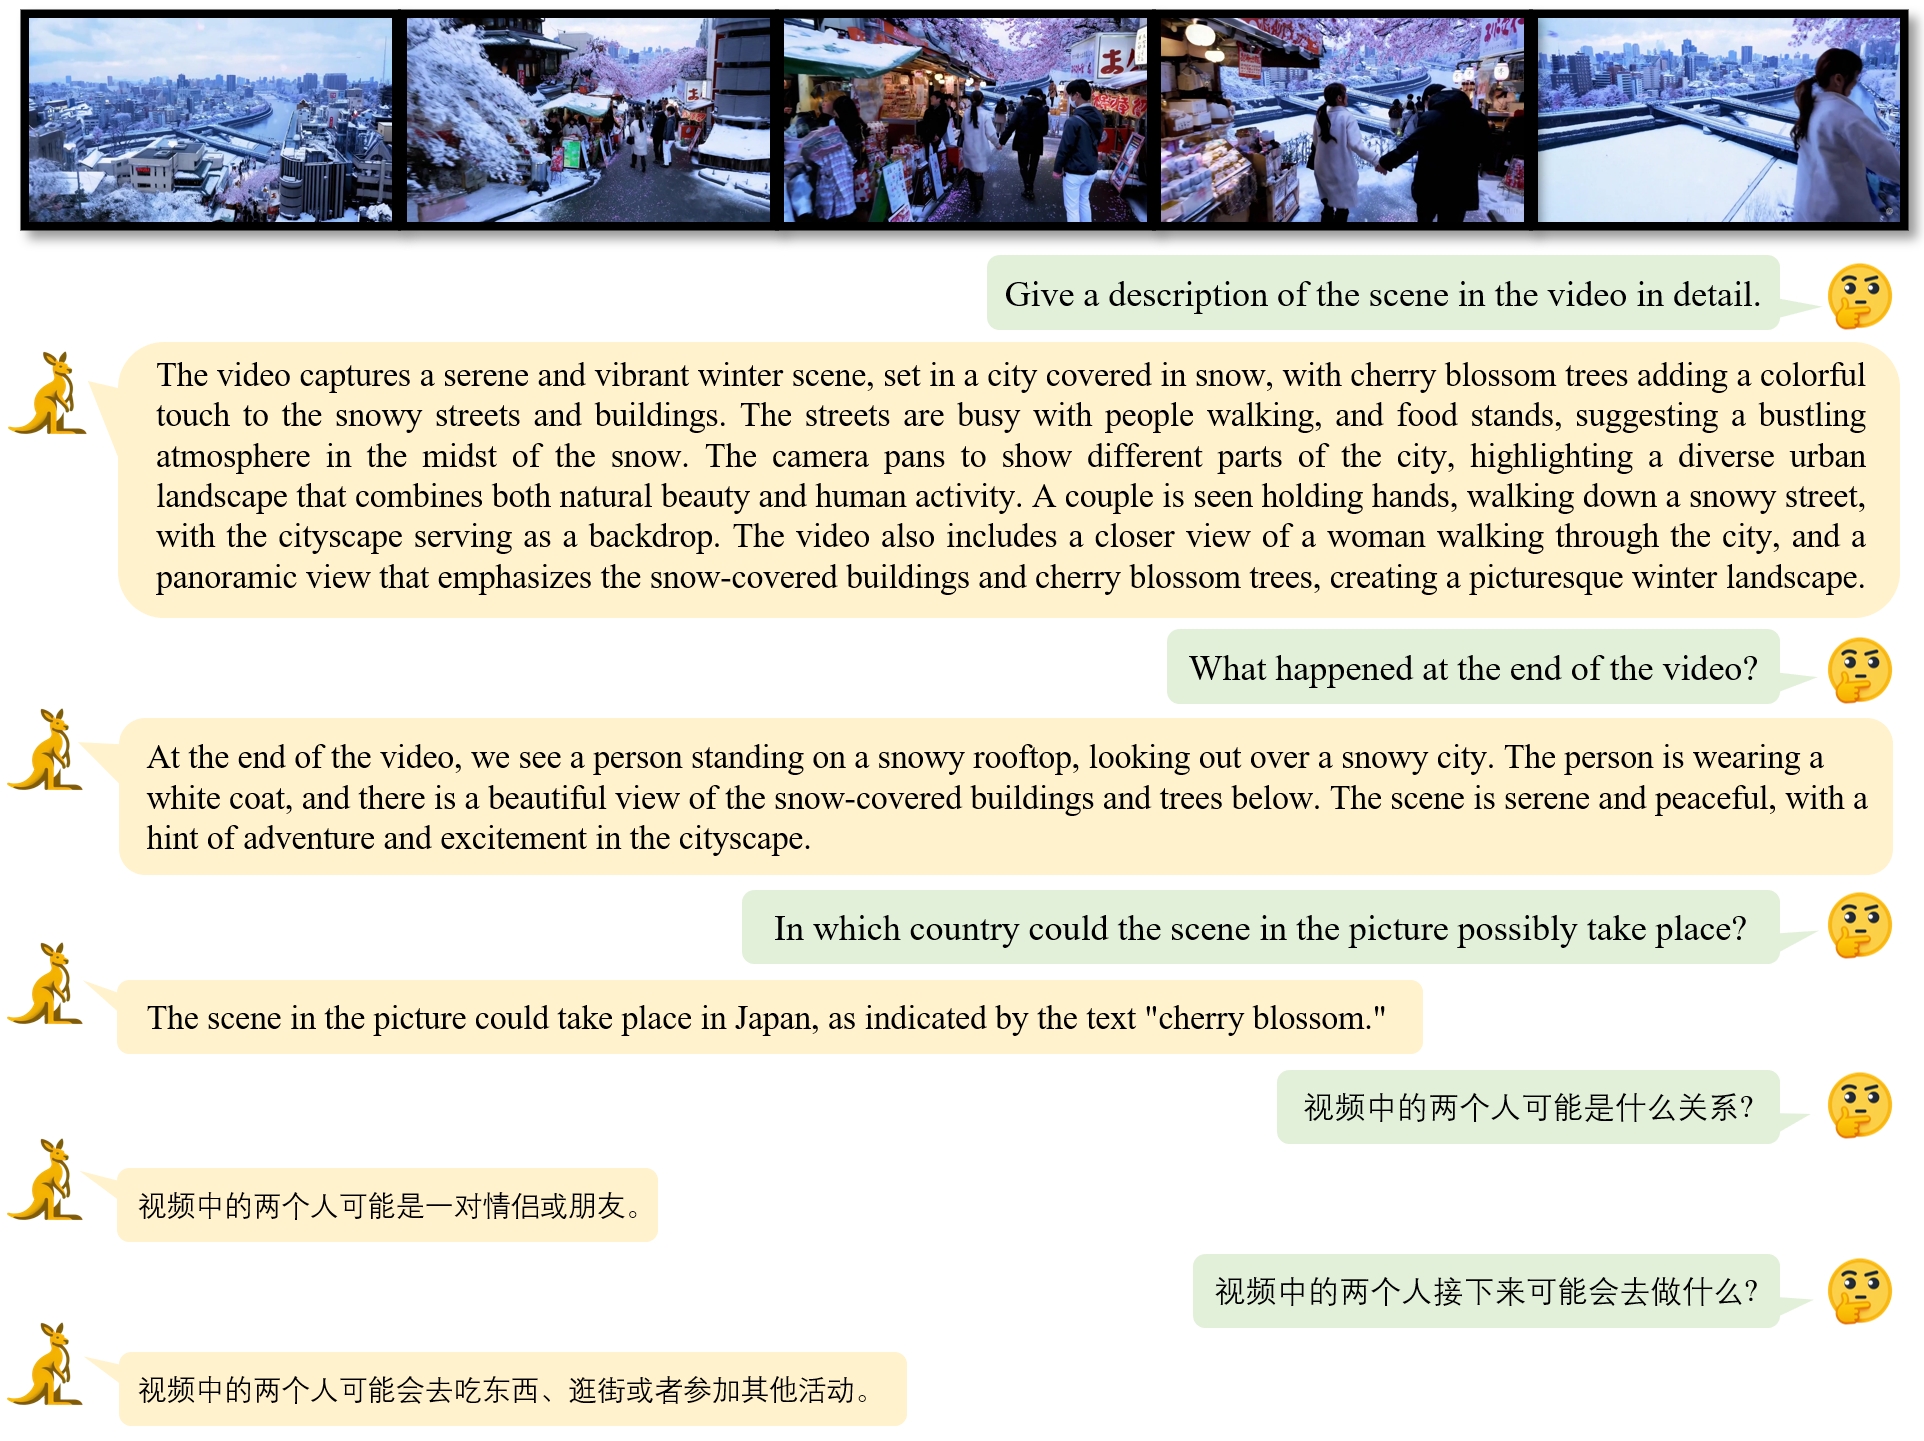 Give a description of the scene in the video in detail.
The video captures a serene and vibrant winter scene, set in a city covered in snow, with cherry blossom trees adding a colorful
touch to the snowy streets and buildings. The streets are busy with people walking, and food stands, suggesting a bustling
atmosphere in the midst of the snow. The camera pans to show different parts of the city, highlighting a diverse urban
landscape that combines both natural beauty and human activity. A couple is seen holding hands, walking down a snowy street,
with the cityscape serving as a backdrop. The video also includes a closer view of a woman walking through the city, and a
panoramic view that emphasizes the snow-covered buildings and cherry blossom trees, creating a picturesque winter landscape.
What happened at the end of the video?
At the end of the video, we see a person standing on a snowy rooftop, looking out over a snowy city. The person is wearing a
white coat, and there is a beautiful view of the snow-covered buildings and trees below. The scene is serene and peaceful, with a
hint of adventure and excitement in the cityscape.
In which country could the scene in the picture possibly take place?
The scene in the picture could take place in Japan, as indicated by the text "cherry blossom."
视频中的两个人可能是什么关系?
视频中的两个人可能是一对情侣或朋友。
视频中的两个人接下来可能会去做什么?
视频中的两个人可能会去吃东西、逛街或者参加其他活动。